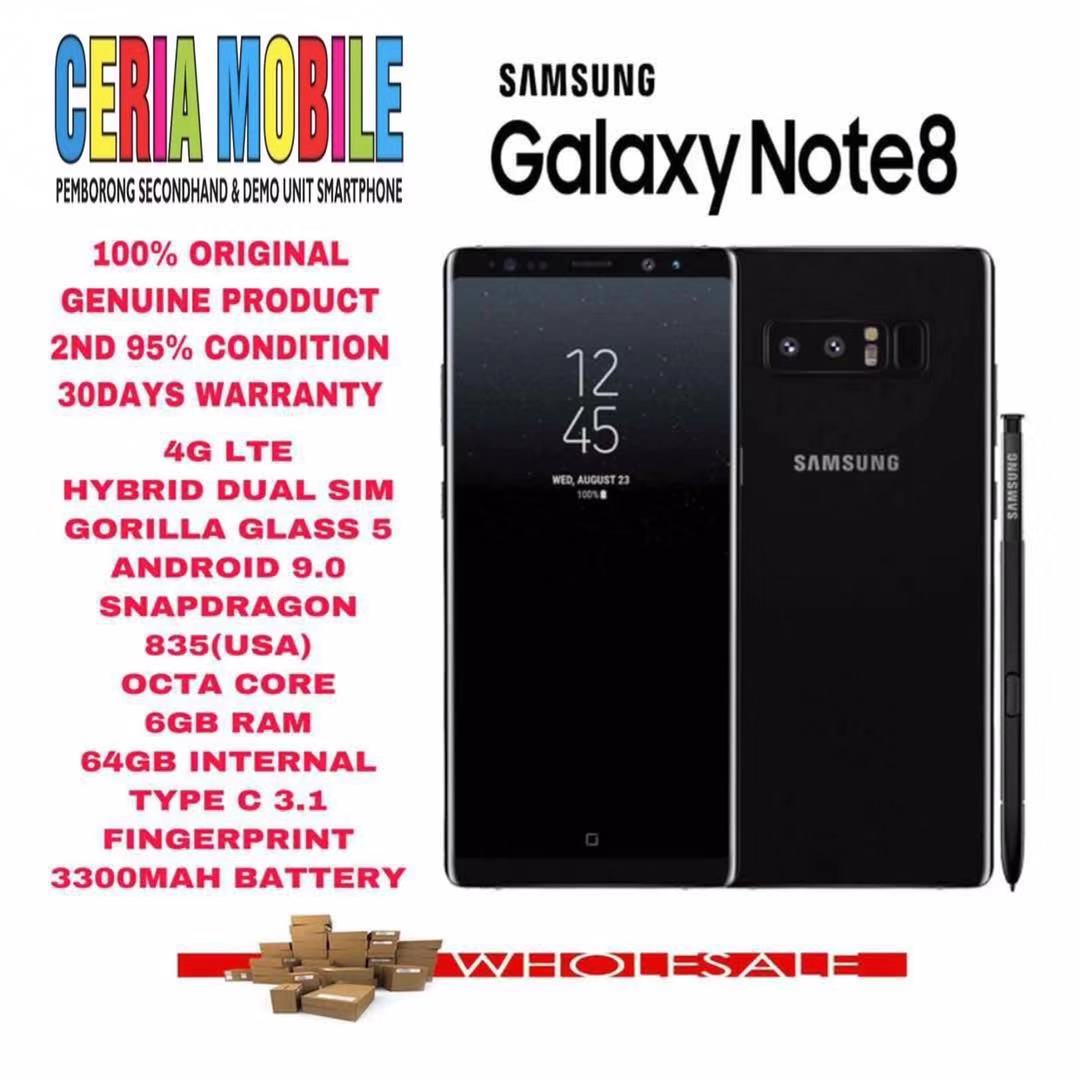 CERIA MOBILE
PEMBORONG SECONDHAND & DEMO UNIT SMARTPHONE
SAMSUNG
Galaxy Note8
100% ORIGINAL
GENUINE PRODUCT
2ND 95% CONDITION
30DAYS WARRANTY
4G LTE
HYBRID DUAL SIM
GORILLA GLASS 5
ANDROID 9.0
SNAPDRAGON
835(USA)
OCTA CORE
6GB RAM
64GB INTERNAL
TYPE C 3.1
FINGERPRINT
3300MAH BATTERY
12
45
WED, AUGUST 23
100%
SAMSUNG
SAMSUNG
WHOLESALE